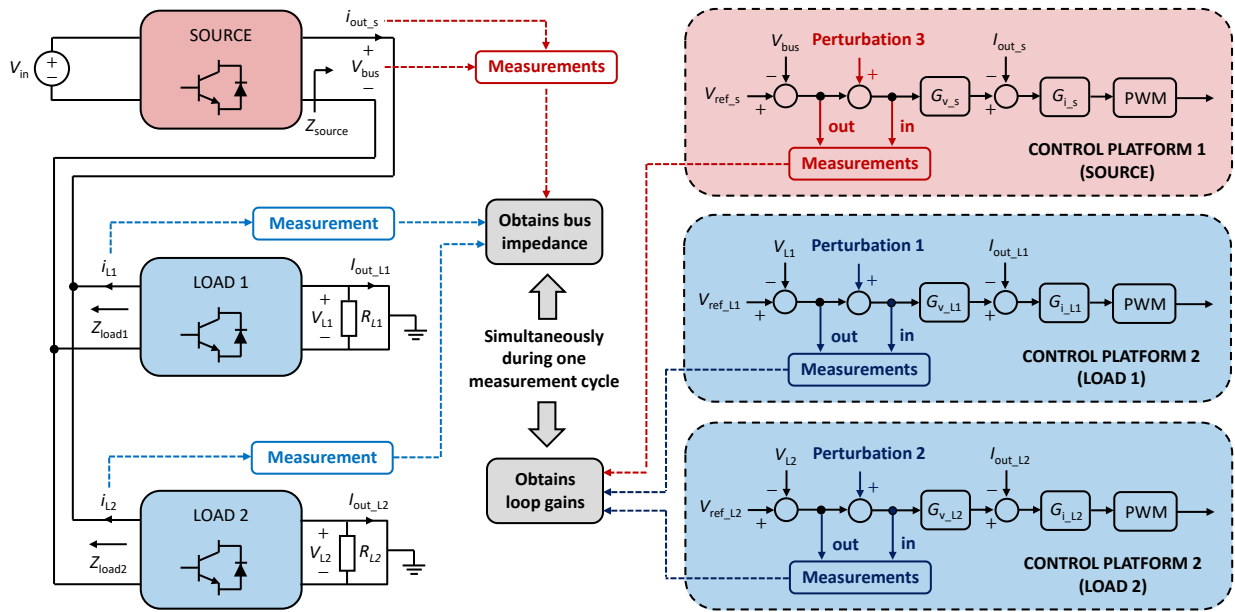 SOURCE
V_in
+
−
i_out_s
+
V_bus
−
Z_source
Measurements
Measurement
Obtains bus
impedance
i_L1
LOAD 1
I_out_L1
Z_load1
+
V_L1
−
R_L1
Simultaneously
during one
measurement cycle
Measurement
i_L2
LOAD 2
I_out_L2
Z_load2
+
V_L2
−
R_L2
Obtains
loop gains
V_bus
Perturbation 3
I_out_s
−
+
−
V_ref_s
+
G_v_s
+
G_i_s
PWM
out
in
Measurements
CONTROL PLATFORM 1
(SOURCE)
V_L1
Perturbation 1
I_out_L1
−
+
−
V_ref_L1
+
G_v_L1
+
G_i_L1
PWM
out
in
Measurements
CONTROL PLATFORM 2
(LOAD 1)
V_L2
Perturbation 2
I_out_L2
−
+
−
V_ref_L2
+
G_v_L2
+
G_i_L2
PWM
out
in
Measurements
CONTROL PLATFORM 2
(LOAD 2)